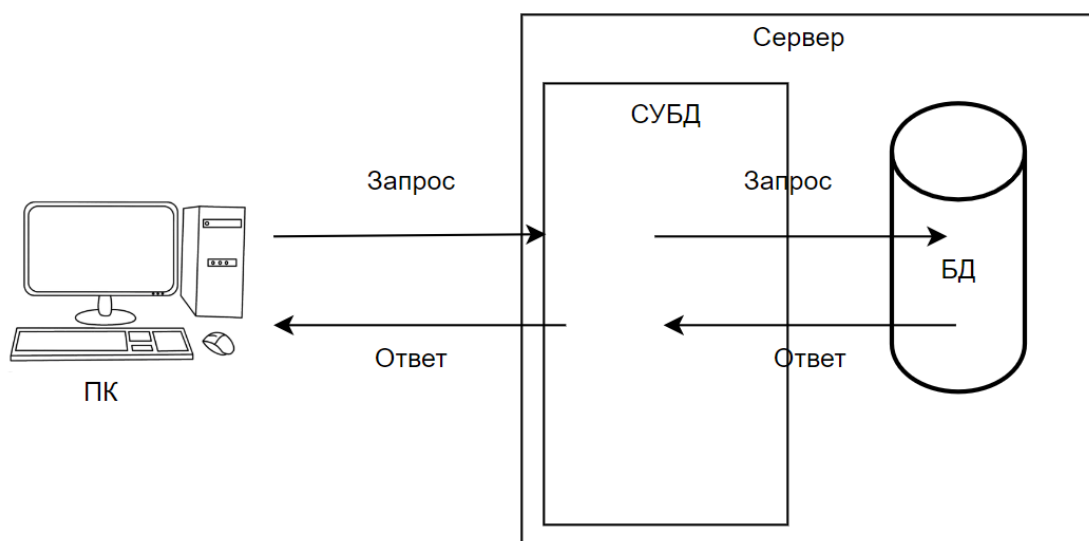 Сервер
СУБД
Запрос
Запрос
БД
Ответ
Ответ
ПК